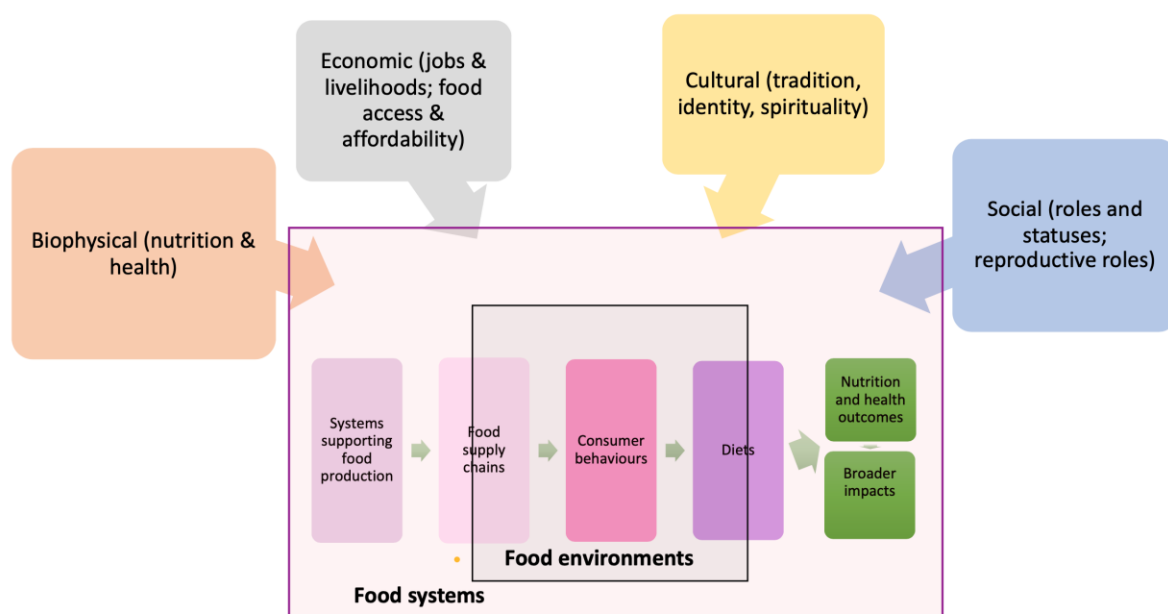 Economic (jobs &
livelihoods; food
access &
affordability)
Cultural (tradition,
identity, spirituality)
Biophysical (nutrition &
health)
Social (roles and
statuses;
reproductive roles)
Systems
supporting
food
production
Food
supply
chains
Consumer
behaviours
Diets
Nutrition
and health
outcomes
Broader
impacts
Food environments
Food systems